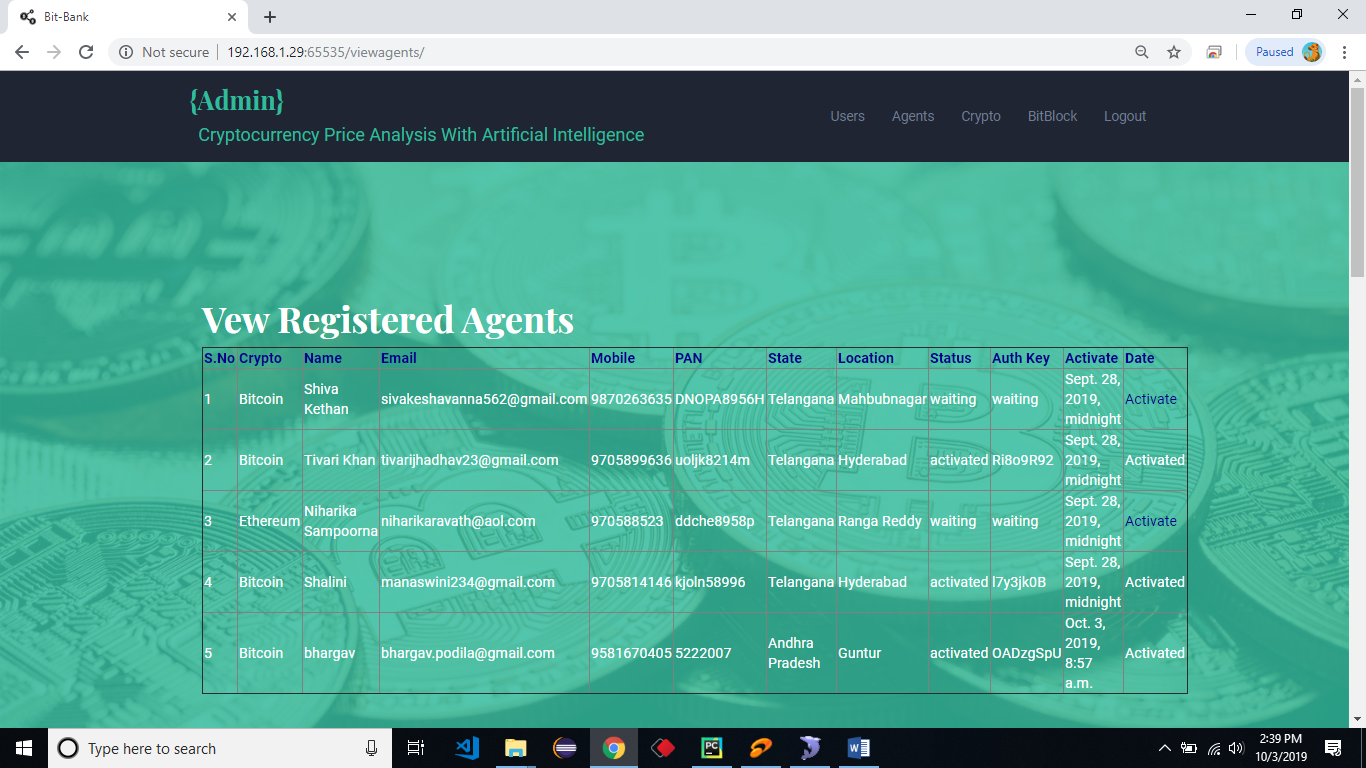 Bit-Bank
Not secure 192.168.1.29:65535/viewagents/ Paused
{Admin}
Cryptocurrency Price Analysis With Artificial Intelligence
Users Agents Crypto BitBlock Logout
Vew Registered Agents
S.No Crypto Name Email Mobile PAN State Location Status Auth Key Activate Date
1 Bitcoin Shiva Kethan sivakeshavanna562@gmail.com 9870263635 DNOPA8956H Telangana Mahbubnagar waiting waiting Sept. 28, 2019, midnight Activate
2 Bitcoin Tivari Khan tivarijhadhav23@gmail.com 9705899636 uoljk8214m Telangana Hyderabad activated Ri8o9R92 Sept. 28, 2019, midnight Activated
3 Ethereum Niharika Sampoorna niharikaravath@aol.com 970588523 ddche8958p Telangana Ranga Reddy waiting waiting Sept. 28, 2019, midnight Activate
4 Bitcoin Shalini manaswini234@gmail.com 9705814146 kjoln58996 Telangana Hyderabad activated l7y3jk0B Sept. 28, 2019, midnight Activated
5 Bitcoin bhargav bhargav.podila@gmail.com 9581670405 5222007 Andhra Pradesh Guntur activated OADzgSpU Oct. 3, 2019, 8:57 a.m. Activated
Type here to search
2:39 PM
10/3/2019